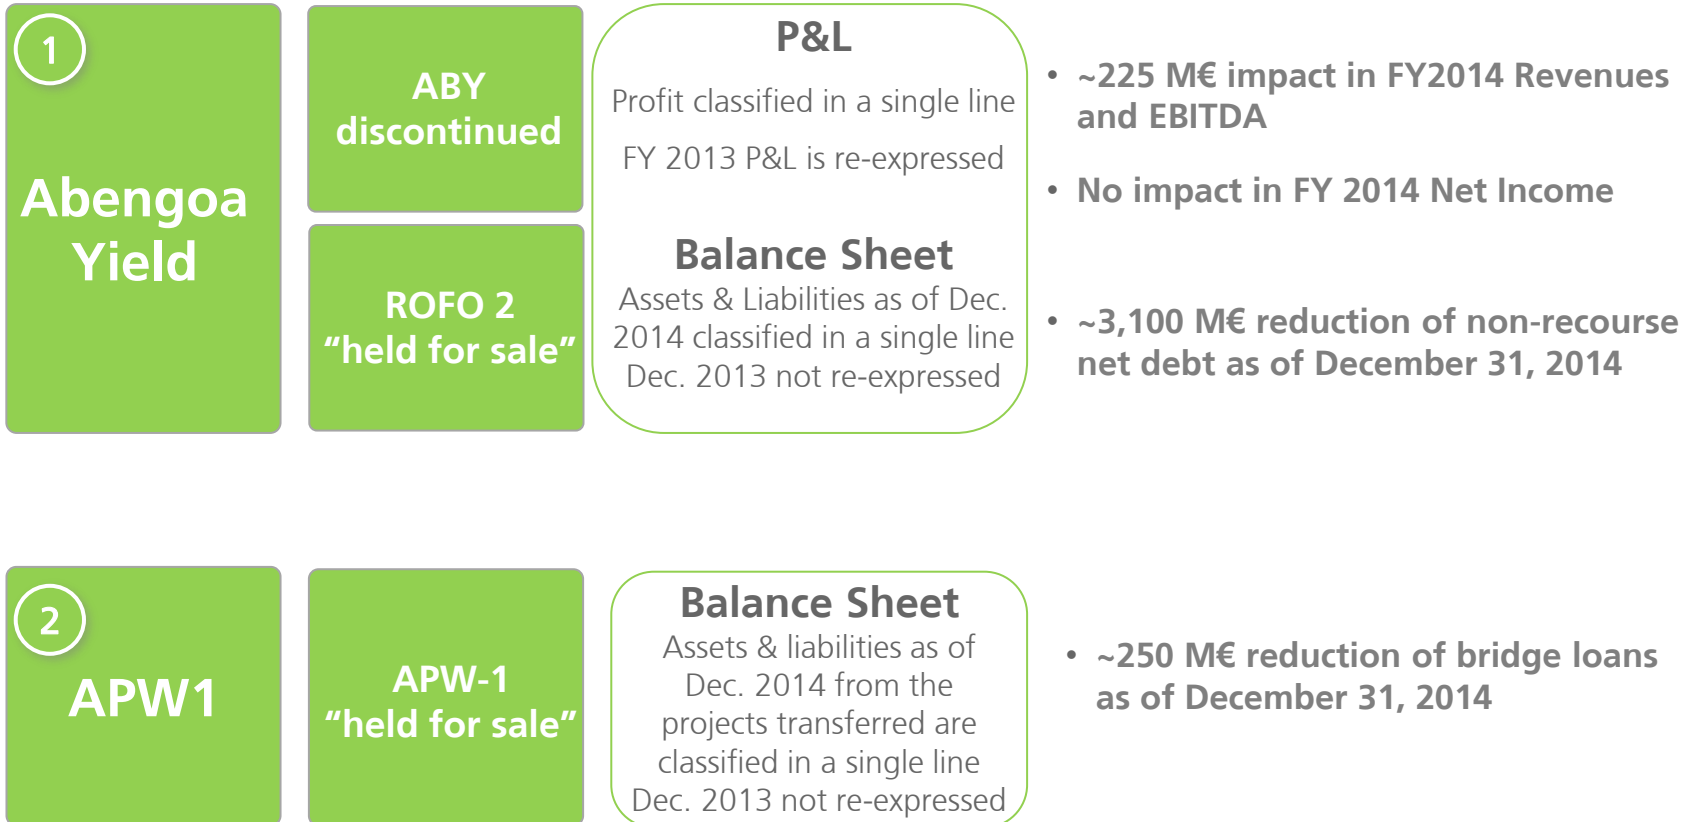 1
Abengoa
Yield
ABY
discontinued
ROFO 2
“held for sale”
P&L
Profit classified in a single line
FY 2013 P&L is re-expressed
Balance Sheet
Assets & Liabilities as of Dec.
2014 classified in a single line
Dec. 2013 not re-expressed
• ~225 M€ impact in FY2014 Revenues
and EBITDA
• No impact in FY 2014 Net Income
• ~3,100 M€ reduction of non-recourse
net debt as of December 31, 2014
2
APW1
APW-1
“held for sale”
Balance Sheet
Assets & liabilities as of
Dec. 2014 from the
projects transferred are
classified in a single line
Dec. 2013 not re-expressed
• ~250 M€ reduction of bridge loans
as of December 31, 2014